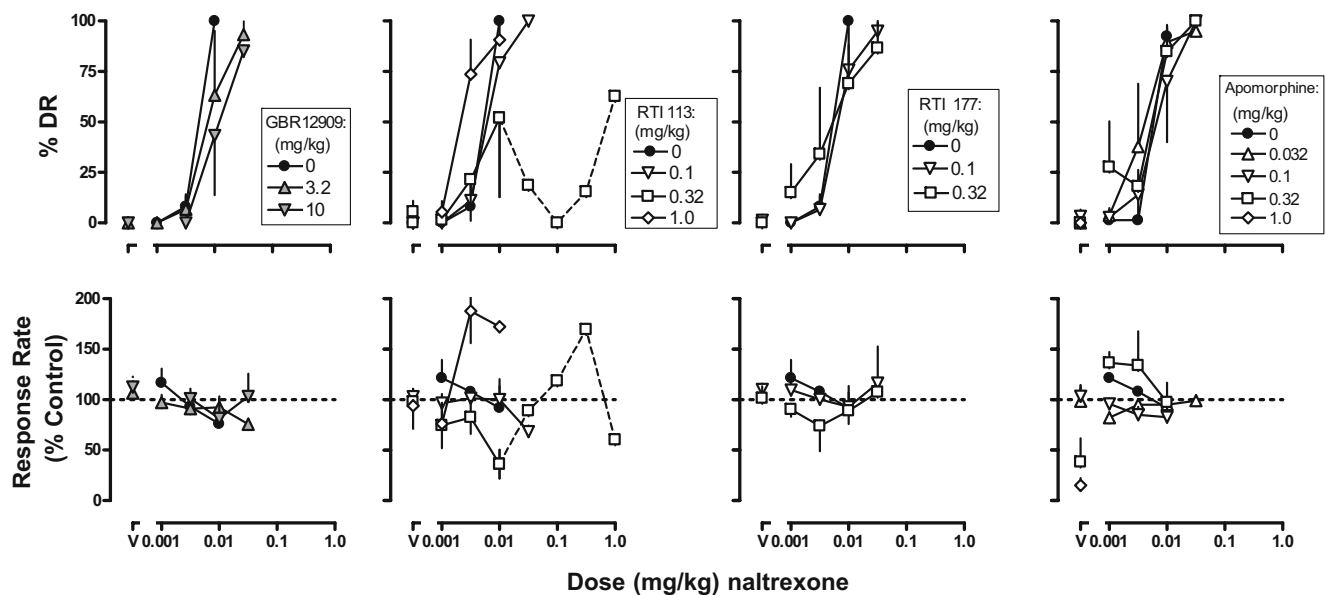 % DR
100
75
50
25
0
GBR12909:
(mg/kg)
0
3.2
10
RTI 113:
(mg/kg)
0
0.1
0.32
1.0
RTI 177:
(mg/kg)
0
0.1
0.32
Apomorphine:
(mg/kg)
0
0.032
0.1
0.32
1.0
Response Rate
(% Control)
200
150
100
50
0
V 0.001 0.01 0.1 1.0
V 0.001 0.01 0.1 1.0
V 0.001 0.01 0.1 1.0
V 0.001 0.01 0.1 1.0
Dose (mg/kg) naltrexone